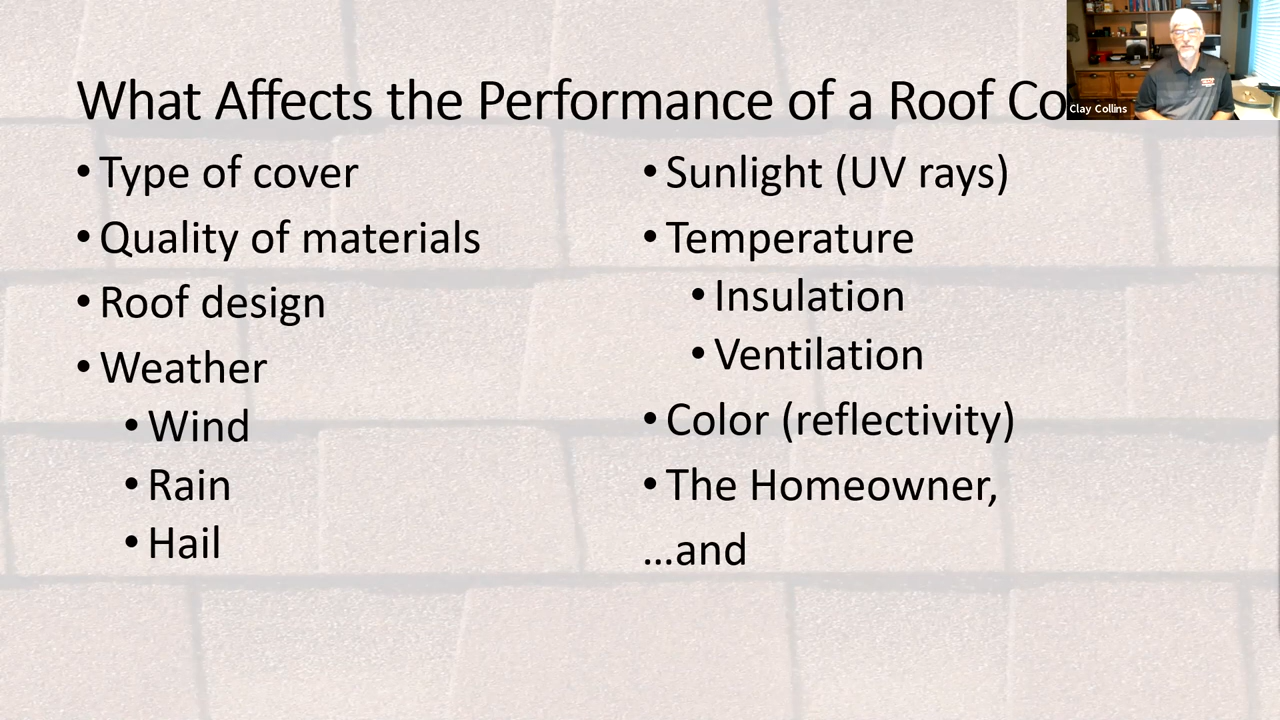 What Affects the Performance of a Roof Co
Clay Collins
• Type of cover
• Quality of materials
• Roof design
• Weather
• Wind
• Rain
• Hail
• Sunlight (UV rays)
• Temperature
• Insulation
• Ventilation
• Color (reflectivity)
• The Homeowner,
…and